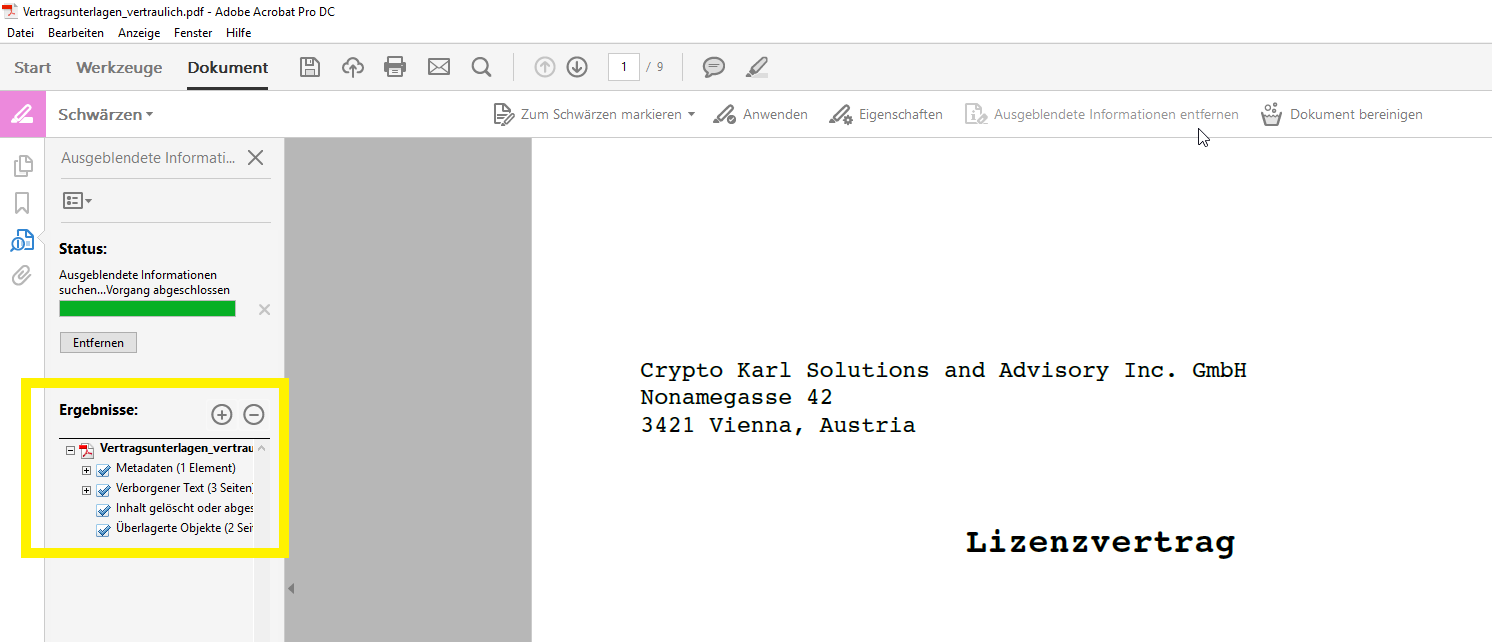 Vertragsunterlagen_vertraulich.pdf - Adobe Acrobat Pro DC
Datei Bearbeiten Anzeige Fenster Hilfe
Start Werkzeuge Dokument 1 / 9
Schwärzen Zum Schwärzen markieren Anwenden Eigenschaften Ausgeblendete Informationen entfernen Dokument bereinigen
Ausgeblendete Informati...
Status:
Ausgeblendete Informationen
suchen...Vorgang abgeschlossen
Entfernen
Ergebnisse:
Vertragsunterlagen_vertrau
Metadaten (1 Element)
Verborgener Text (3 Seiten)
Inhalt gelöscht oder abges
Überlagerte Objekte (2 Sei
Crypto Karl Solutions and Advisory Inc. GmbH
Nonamegasse 42
3421 Vienna, Austria
Lizenzvertrag